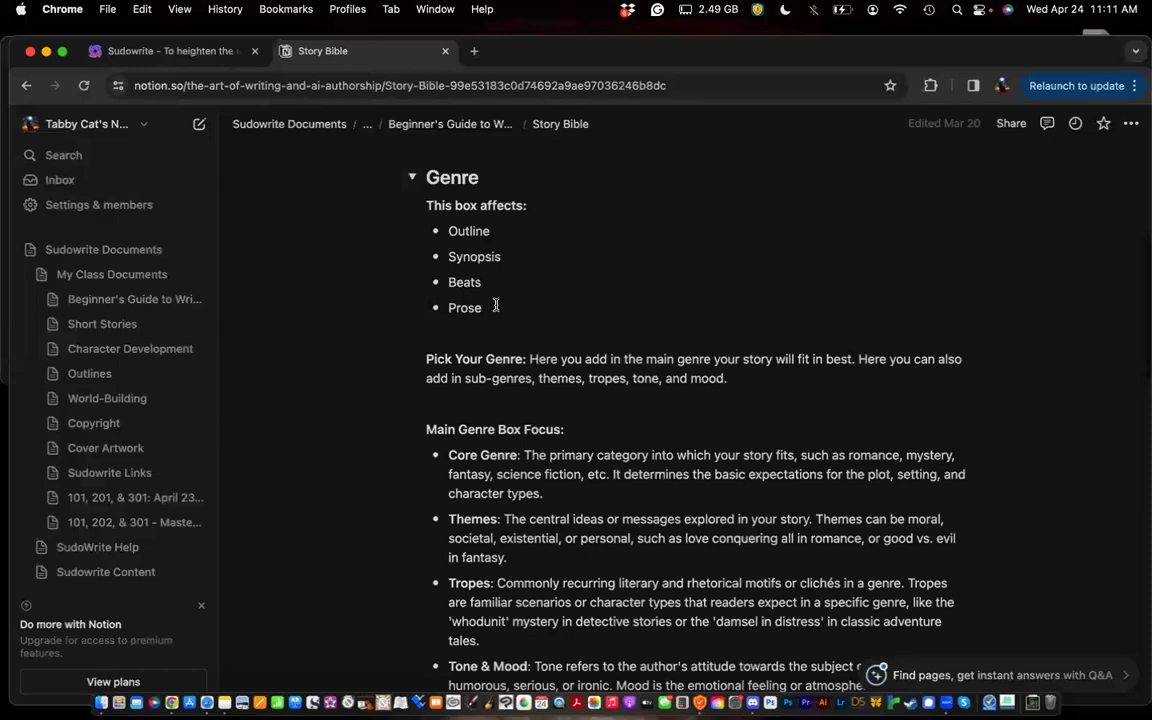 Chrome File Edit View History Bookmarks Profiles Tab Window Help 2.49 GB Wed Apr 24 11:11 AM
Sudowrite - To heighten the Story Bible
notion.so/the-art-of-writing-and-ai-authorship/Story-Bible-99e53183c0d74692a9ae97036246b8dc Relaunch to update
Tabby Cat's N... Sudowrite Documents / ... / Beginner's Guide to W... / Story Bible Edited Mar 20 Share
Search
Inbox
Settings & members
Sudowrite Documents
My Class Documents
Beginner's Guide to Wri...
Short Stories
Character Development
Outlines
World-Building
Copyright
Cover Artwork
Sudowrite Links
101, 201, & 301: April 23...
101, 202, & 301 - Maste...
SudoWrite Help
Sudowrite Content
Do more with Notion
Upgrade for access to premium
features.
View plans
Genre
This box affects:
Outline
Synopsis
Beats
Prose
Pick Your Genre: Here you add in the main genre your story will fit in best. Here you can also
add in sub-genres, themes, tropes, tone, and mood.
Main Genre Box Focus:
Core Genre: The primary category into which your story fits, such as romance, mystery,
fantasy, science fiction, etc. It determines the basic expectations for the plot, setting, and
character types.
Themes: The central ideas or messages explored in your story. Themes can be moral,
societal, existential, or personal, such as love conquering all in romance, or good vs. evil
in fantasy.
Tropes: Commonly recurring literary and rhetorical motifs or clichés in a genre. Tropes
are familiar scenarios or character types that readers expect in a specific genre, like the
'whodunit' mystery in detective stories or the 'damsel in distress' in classic adventure
tales.
Tone & Mood: Tone refers to the author's attitude towards the subject
humorous, serious, or ironic. Mood is the emotional feeling or
Find pages, get instant answers with Q&A